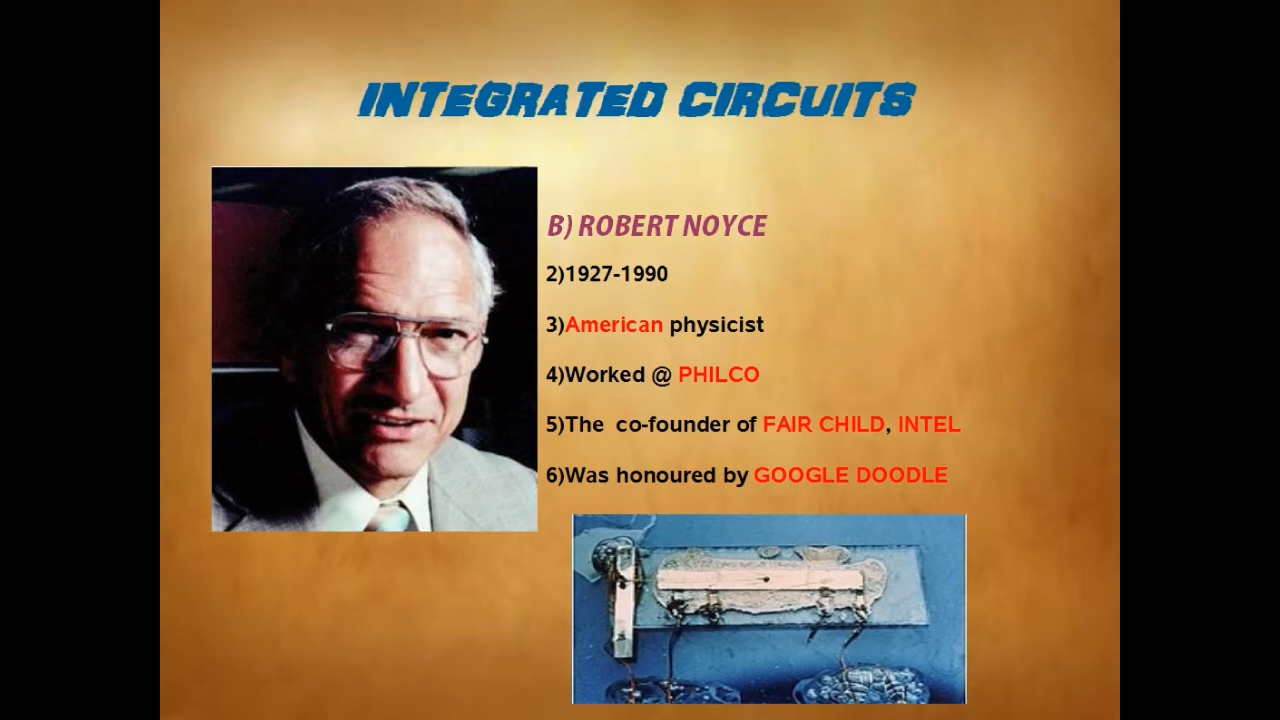 INTEGRATED CIRCUITS
B) ROBERT NOYCE
2)1927-1990
3)American physicist
4)Worked @ PHILCO
5)The co-founder of FAIR CHILD, INTEL
6)Was honoured by GOOGLE DOODLE